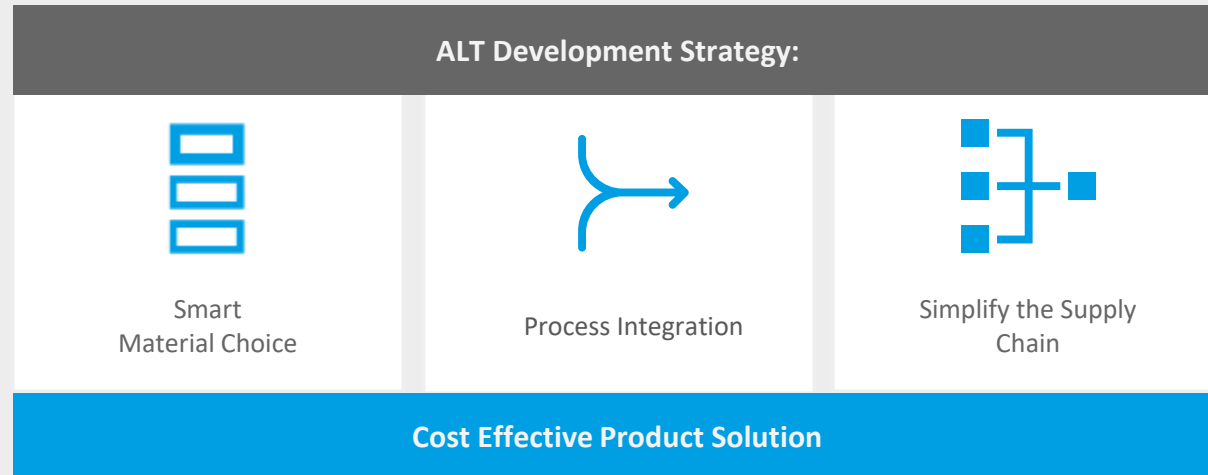 ALT Development Strategy:
Smart
Material Choice
Process Integration
Simplify the Supply
Chain
Cost Effective Product Solution